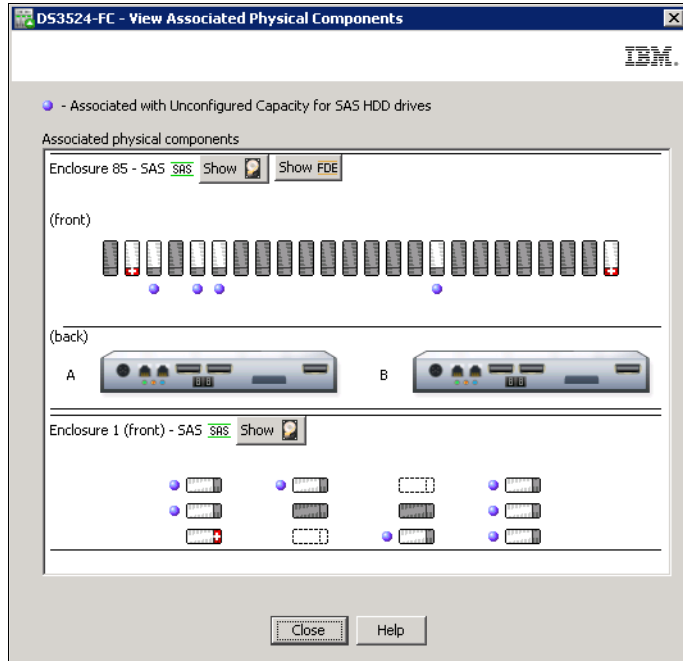 DS3524-FC - View Associated Physical Components
IBM.
- Associated with Unconfigured Capacity for SAS HDD drives
Associated physical components
Enclosure 85 - SAS SAS Show Show FDE
(front)
(back)
A B
Enclosure 1 (front) - SAS SAS Show
Close Help